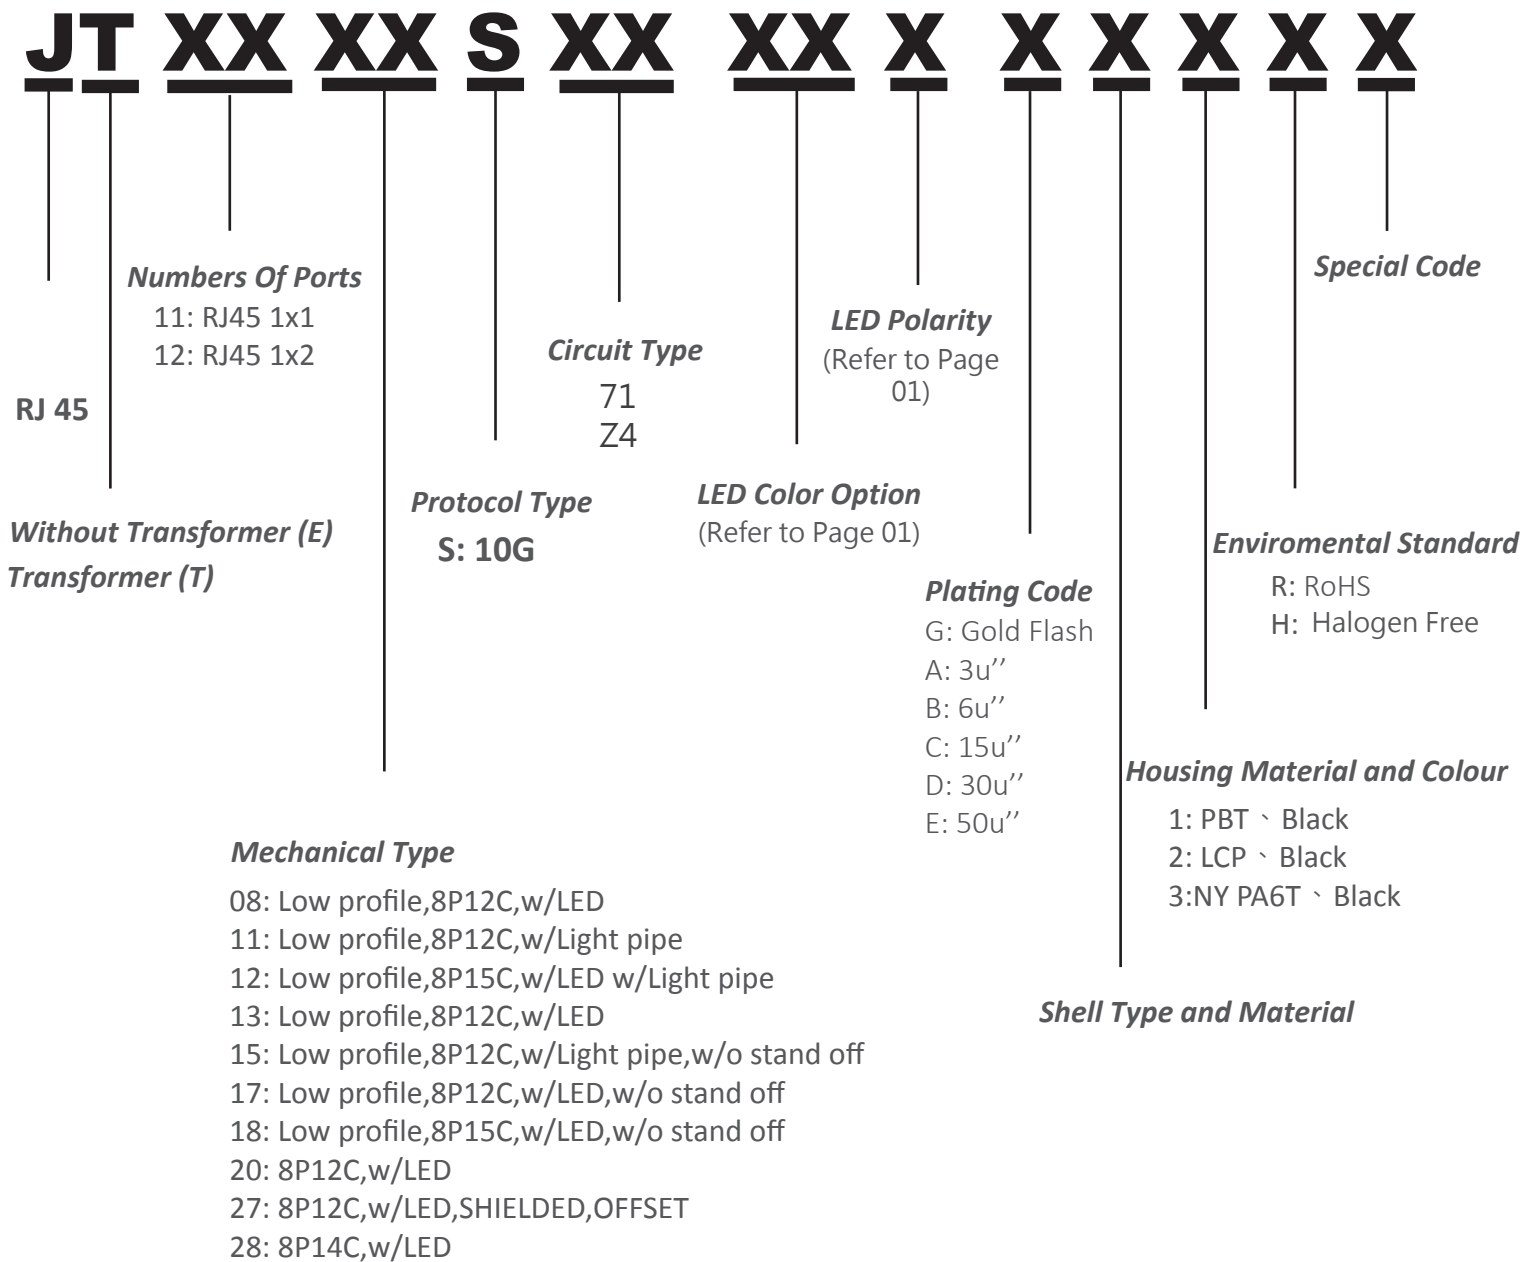 JT XX XX S XX XX X X X X X X
Numbers Of Ports
11: RJ45 1x1
12: RJ45 1x2
RJ 45
Without Transformer (E)
Transformer (T)
Circuit Type
71
Z4
Protocol Type
S: 10G
LED Polarity
(Refer to Page
01)
LED Color Option
(Refer to Page 01)
Special Code
Enviromental Standard
R: RoHS
H: Halogen Free
Plating Code
G: Gold Flash
A: 3u’’
B: 6u’’
C: 15u’’
D: 30u’’
E: 50u’’
Housing Material and Colour
1: PBT、Black
2: LCP、Black
3:NY PA6T、Black
Shell Type and Material
Mechanical Type
08: Low profile,8P12C,w/LED
11: Low profile,8P12C,w/Light pipe
12: Low profile,8P15C,w/LED w/Light pipe
13: Low profile,8P12C,w/LED
15: Low profile,8P12C,w/Light pipe,w/o stand off
17: Low profile,8P12C,w/LED,w/o stand off
18: Low profile,8P15C,w/LED,w/o stand off
20: 8P12C,w/LED
27: 8P12C,w/LED,SHIELDED,OFFSET
28: 8P14C,w/LED